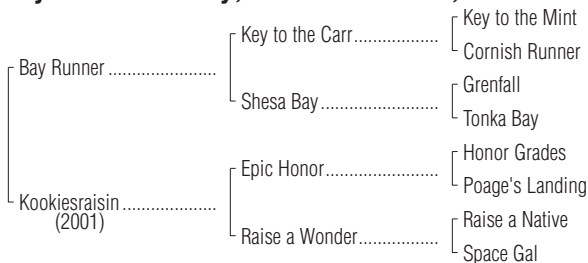 Key to the Mint
Key to the Carr..................
Cornish Runner
Bay Runner .......................
Grenfall
Shesa Bay.........................
Tonka Bay
Honor Grades
Epic Honor........................
Poage's Landing
Kookiesraisin ....................
(2001)
Raise a Native
Raise a Wonder.................
Space Gal